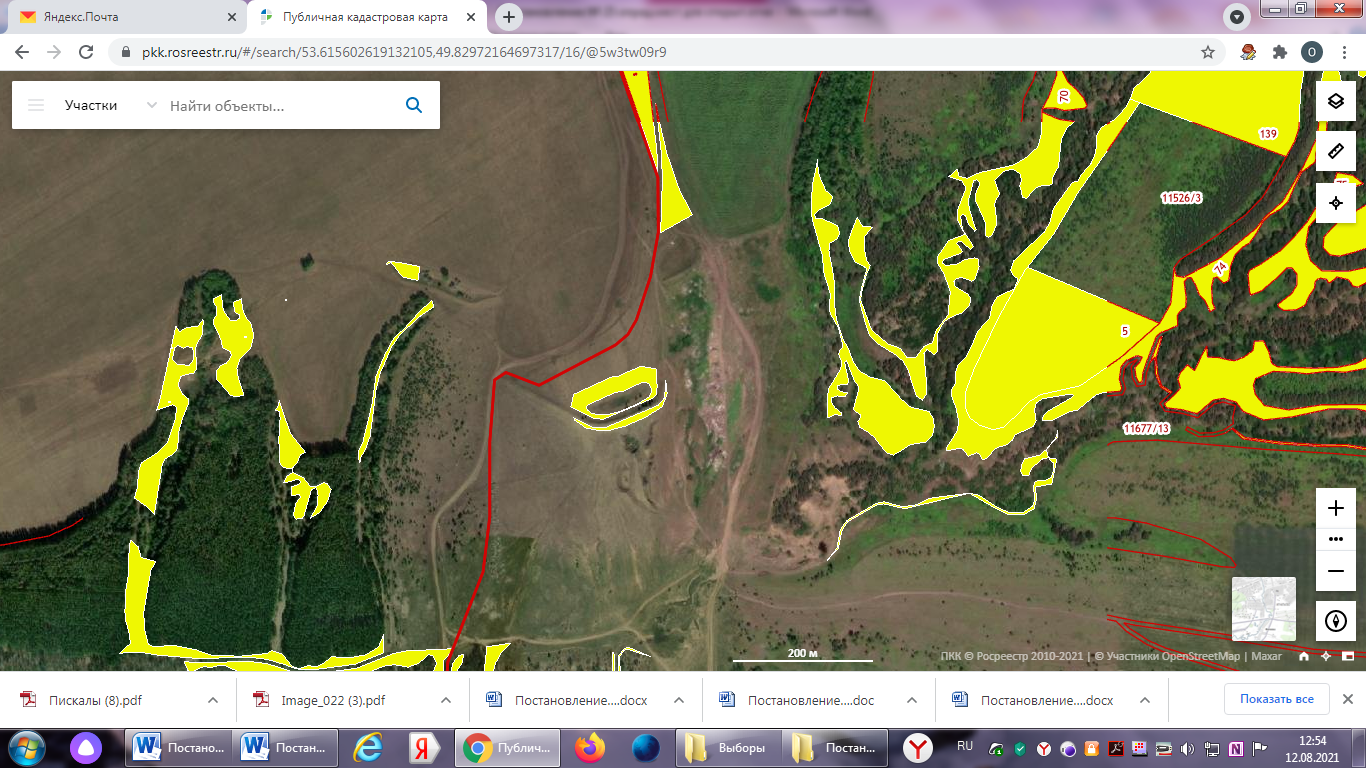 Яндекс.Почта
Публичная кадастровая карта
pkk.rosreestr.ru/#/search/53.615602619132105,49.82972164697317/16/@5w3tw09r9
О
Участки
Найти объекты...
70
139
11526/3
74
5
11677/13
200 м
ПКК © Росреестр 2010-2021 | © Участники OpenStreetMap | Maxar
Пискалы (8).pdf
Image_022 (3).pdf
Постановление....docx
Постановление....doc
Постановление....docx
Показать все
Постано...
Постан...
Публич...
Выборы
Постан...
RU
12:54
12.08.2021